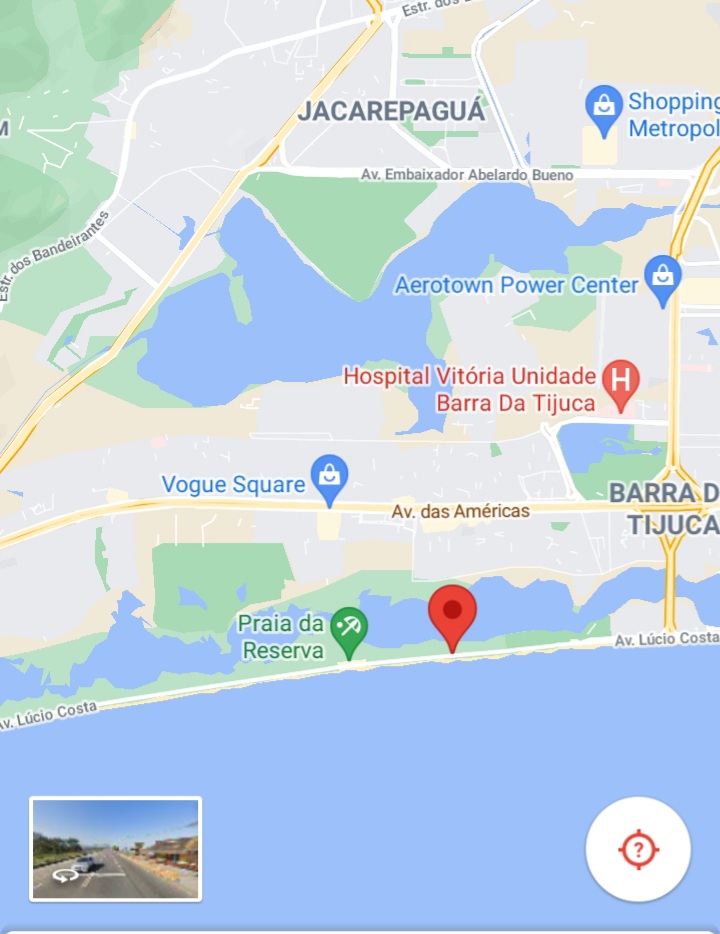 Estr. dos
JACAREPAGUÁ
M
Shopping
Metropol
Av. Embaixador Abelardo Bueno
Estr. dos Bandeirantes
Aerotown Power Center
Hospital Vitória Unidade
Barra Da Tijuca
H
Vogue Square
Av. das Américas
BARRA D
TIJUCA
Praia da
Reserva
Av. Lúcio Costa
Av. Lúcio Costa
?